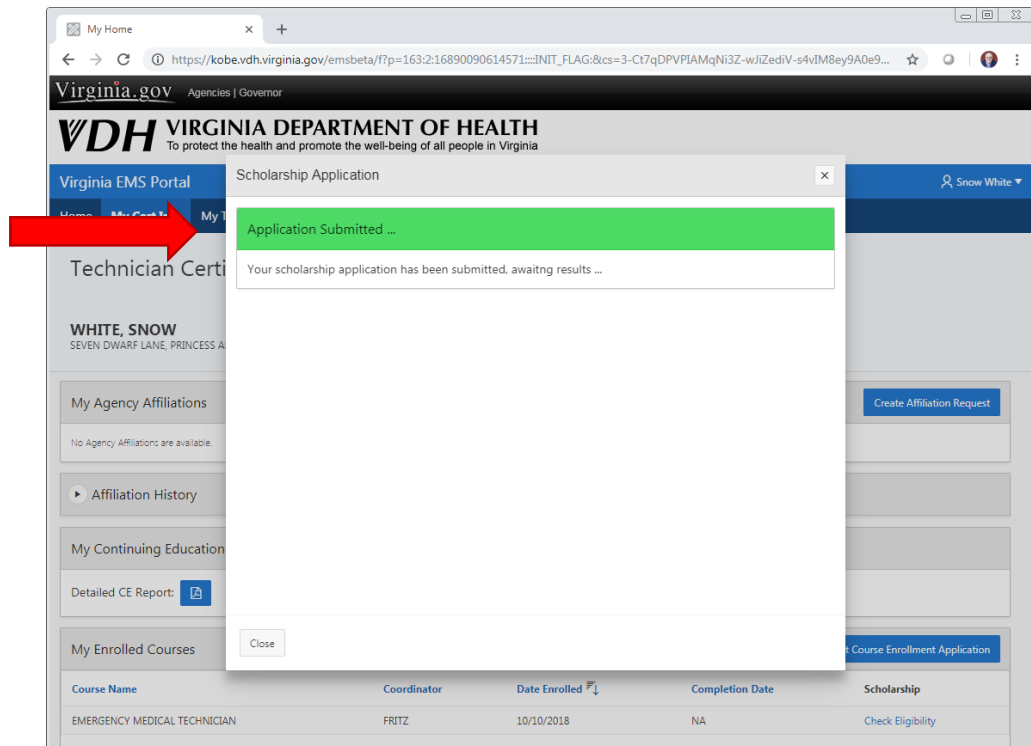 My Home
https://kobe.vdh.virginia.gov/emsbeta/f?p=163:2:16890090614571::::INIT_FLAG:&cs=3-Ct7qDPVPIAMqNi3Z-wJiZediV-s4vIM8ey9A0e9...
Virginia.gov Agencies | Governor
VDH VIRGINIA DEPARTMENT OF HEALTH
To protect the health and promote the well-being of all people in Virginia
Virginia EMS Portal
Snow White
Scholarship Application
Home My Cert
Application Submitted ...
Your scholarship application has been submitted, awaitng results ...
Technician Certi
WHITE, SNOW
SEVEN DWARF LANE, PRINCESS A
My Agency Affiliations
Create Affiliation Request
No Agency Affiliations are available.
Affiliation History
My Continuing Education
Detailed CE Report:
Close
My Enrolled Courses
Course Enrollment Application
Course Name Coordinator Date Enrolled Completion Date Scholarship
EMERGENCY MEDICAL TECHNICIAN FRITZ 10/10/2018 NA Check Eligibility